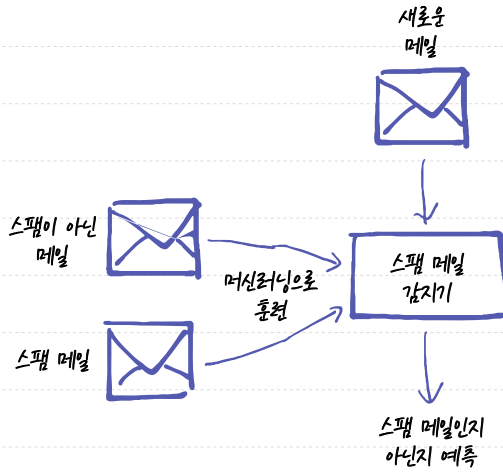 새로운
메일
스팸이 아닌
메일
스팸 메일
감지기
머신러닝으로
훈련
스팸 메일
스팸 메일인지
아닌지 예측